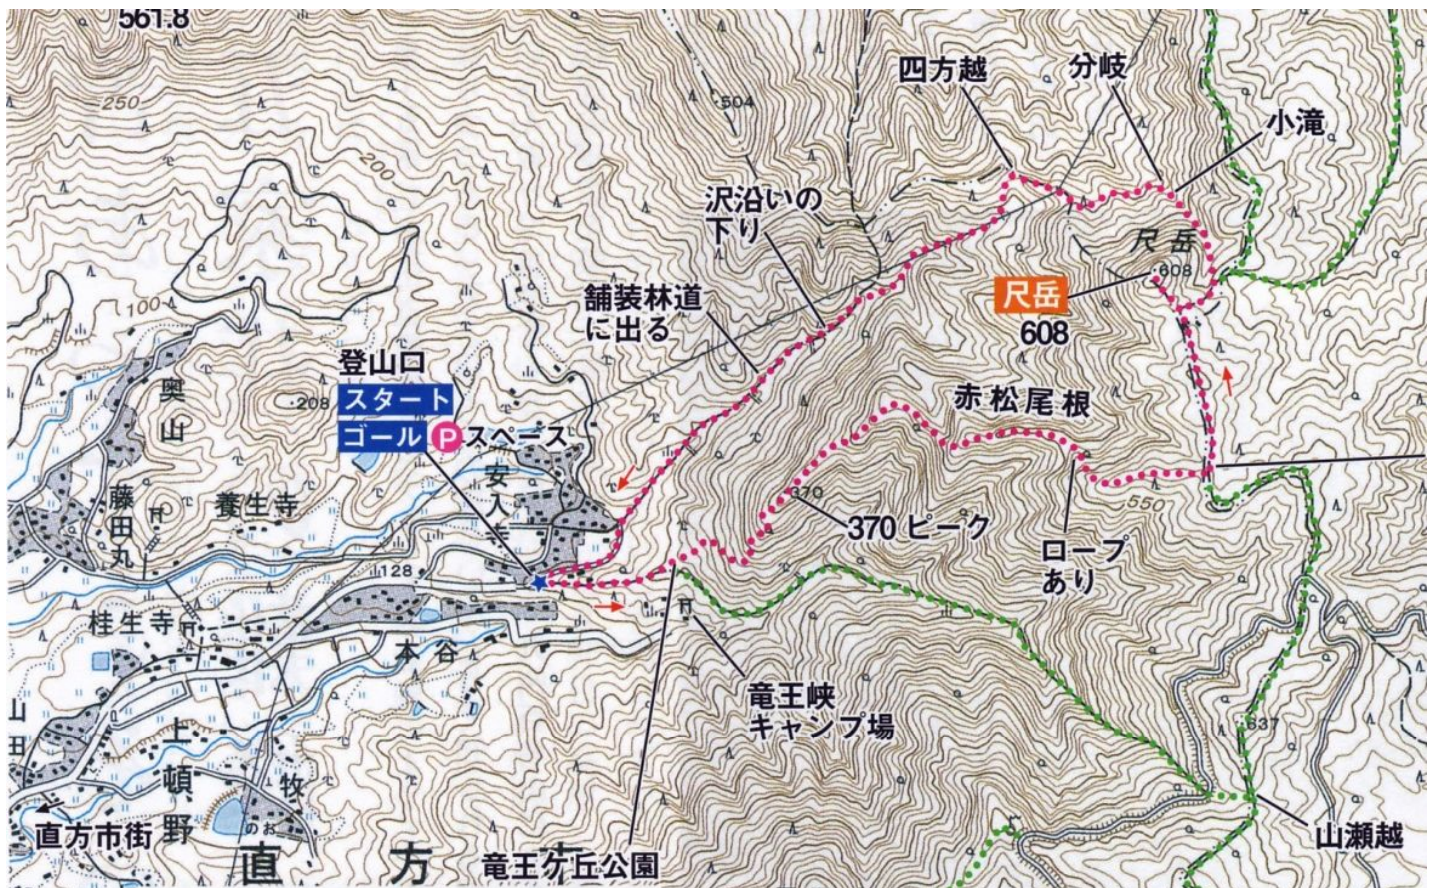 561.8
四方越
分岐
250
504
小滝
200
沢沿いの
下り
尺岳
608
尺岳
608
舗装林道
に出る
100
登山口
スタート
ゴール
P
スペース
208
奥山
赤松尾根
安入寺
養生寺
藤田丸
370
370ピーク
550
ロープ
あり
128
桂生寺
本谷
竜王峡
キャンプ場
637
山田
上頓野
牧
直方市街
のお
直方市
竜王ケ丘公園
山瀬越